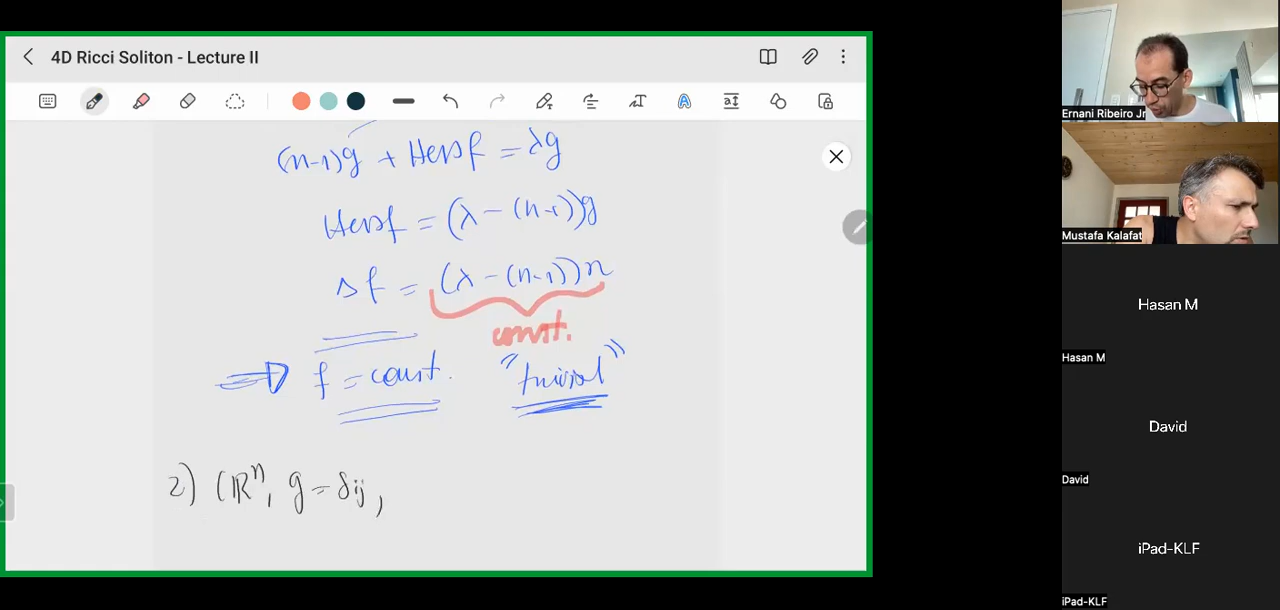 4D Ricci Soliton - Lecture II
(n-1)g + Hessf = λg
Hessf = (λ - (n-1))g
Δf = (λ - (n-1))n
const.
⇒ f = const. "trivial"
2) (ℝⁿ, g = δij,
Ernani Ribeiro Jr
Mustafa Kalafat
Hasan M
Hasan M
David
David
iPad-KLF
iPad-KLF